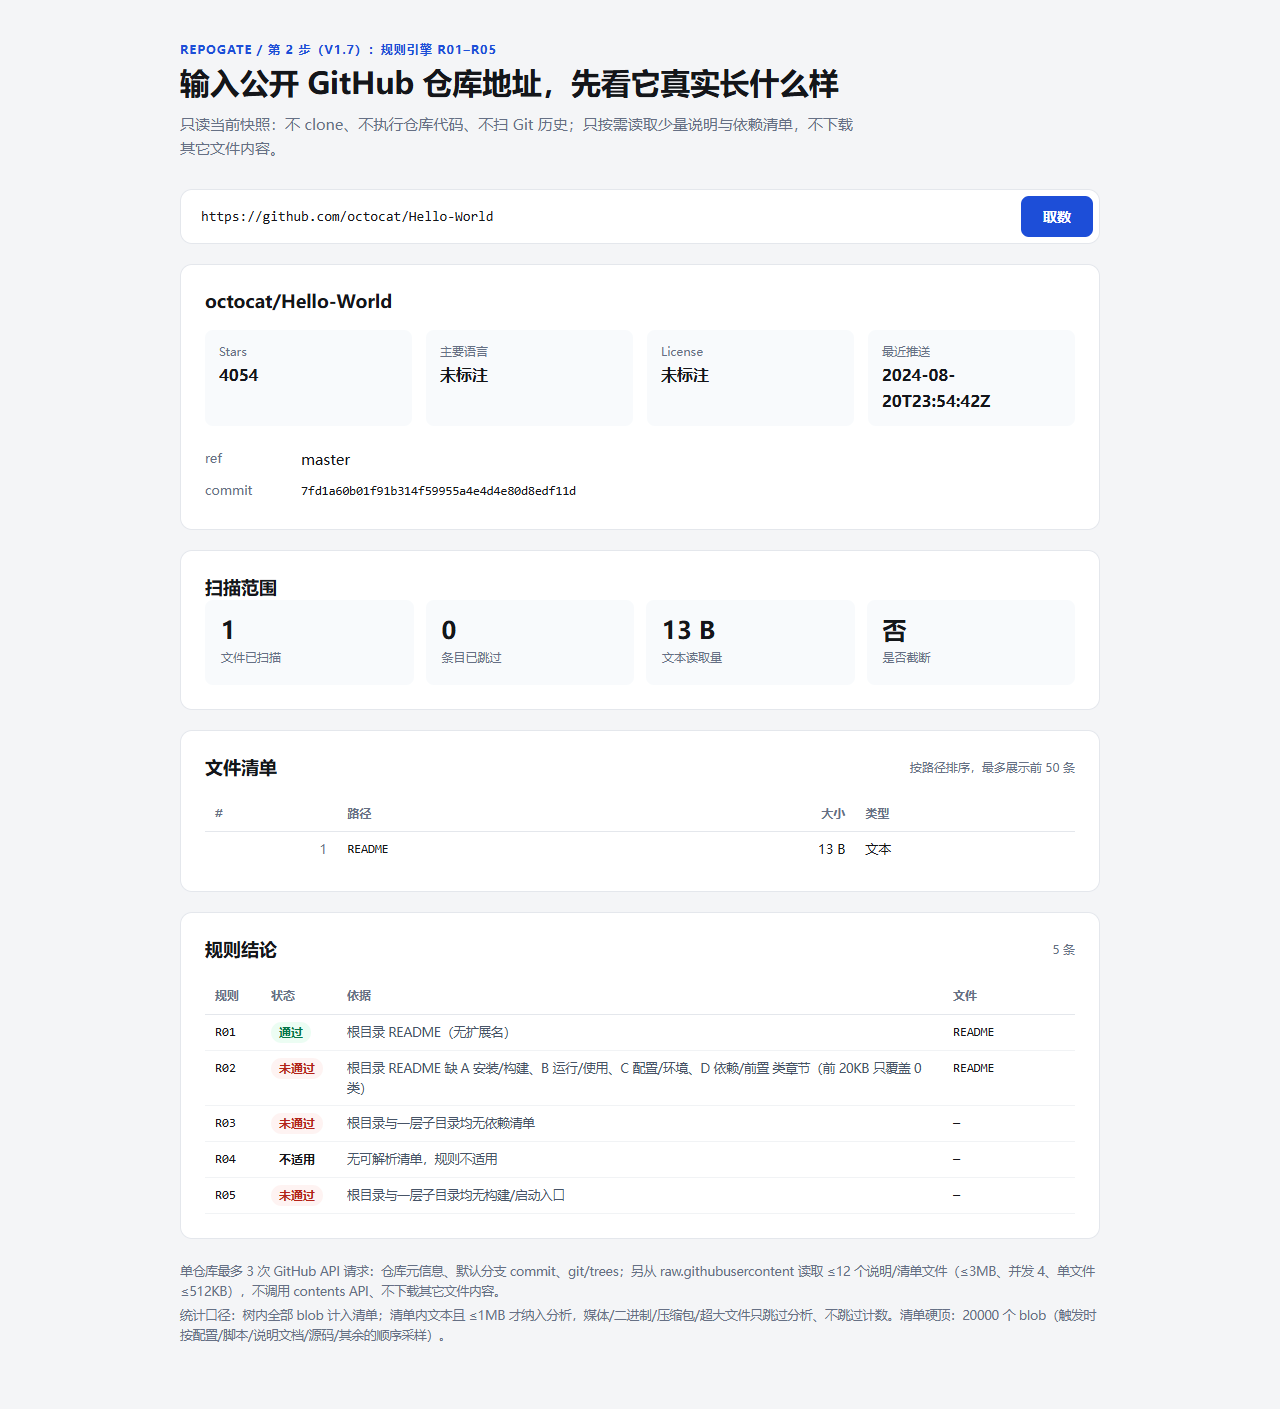 REPOGATE / 第 2 步（V1.7）：规则引擎 R01–R05
输入公开 GitHub 仓库地址，先看它真实长什么样
只读当前快照：不 clone、不执行仓库代码、不扫 Git 历史；只按需读取少量说明与依赖清单，不下载
其它文件内容。
https://github.com/octocat/Hello-World
取数
octocat/Hello-World
Stars
4054
主要语言
未标注
License
未标注
最近推送
2024-08-
20T23:54:42Z
ref master
commit 7fd1a60b01f91b314f59955a4e4d4e80d8edf11d
扫描范围
1
文件已扫描
0
条目已跳过
13 B
文本读取量
否
是否截断
文件清单 按路径排序，最多展示前 50 条
# 路径 大小 类型
1 README 13 B 文本
规则结论 5 条
规则 状态 依据 文件
R01 通过 根目录 README（无扩展名） README
R02 未通过 根目录 README 缺 A 安装/构建、B 运行/使用、C 配置/环境、D 依赖/前置 类章节（前 20KB 只覆盖 0 README
类）
R03 未通过 根目录与一层子目录均无依赖清单 —
R04 不适用 无可解析清单，规则不适用 —
R05 未通过 根目录与一层子目录均无构建/启动入口 —
单仓库最多 3 次 GitHub API 请求：仓库元信息、默认分支 commit、git/trees；另从 raw.githubusercontent 读取 ≤12 个说明/清单文件（≤3MB、并发 4、单文件
≤512KB），不调用 contents API、不下载其它文件内容。
统计口径：树内全部 blob 计入清单；清单内文本且 ≤1MB 才纳入分析，媒体/二进制/压缩包/超大文件只跳过分析、不跳过计数。清单硬顶：20000 个 blob（触发时
按配置/脚本/说明文档/源码/其余的顺序采样）。